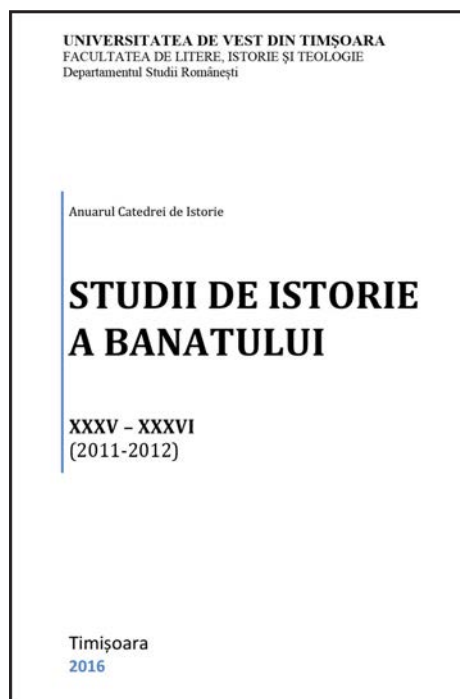 UNIVERSITATEA DE VEST DIN TIMȘOARA
FACULTATEA DE LITERE, ISTORIE ȘI TEOLOGIE
Departamentul Studii Românești
Anuarul Catedrei de Istorie
STUDII DE ISTORIE
A BANATULUI
XXXV – XXXVI
(2011-2012)
Timișoara
2016